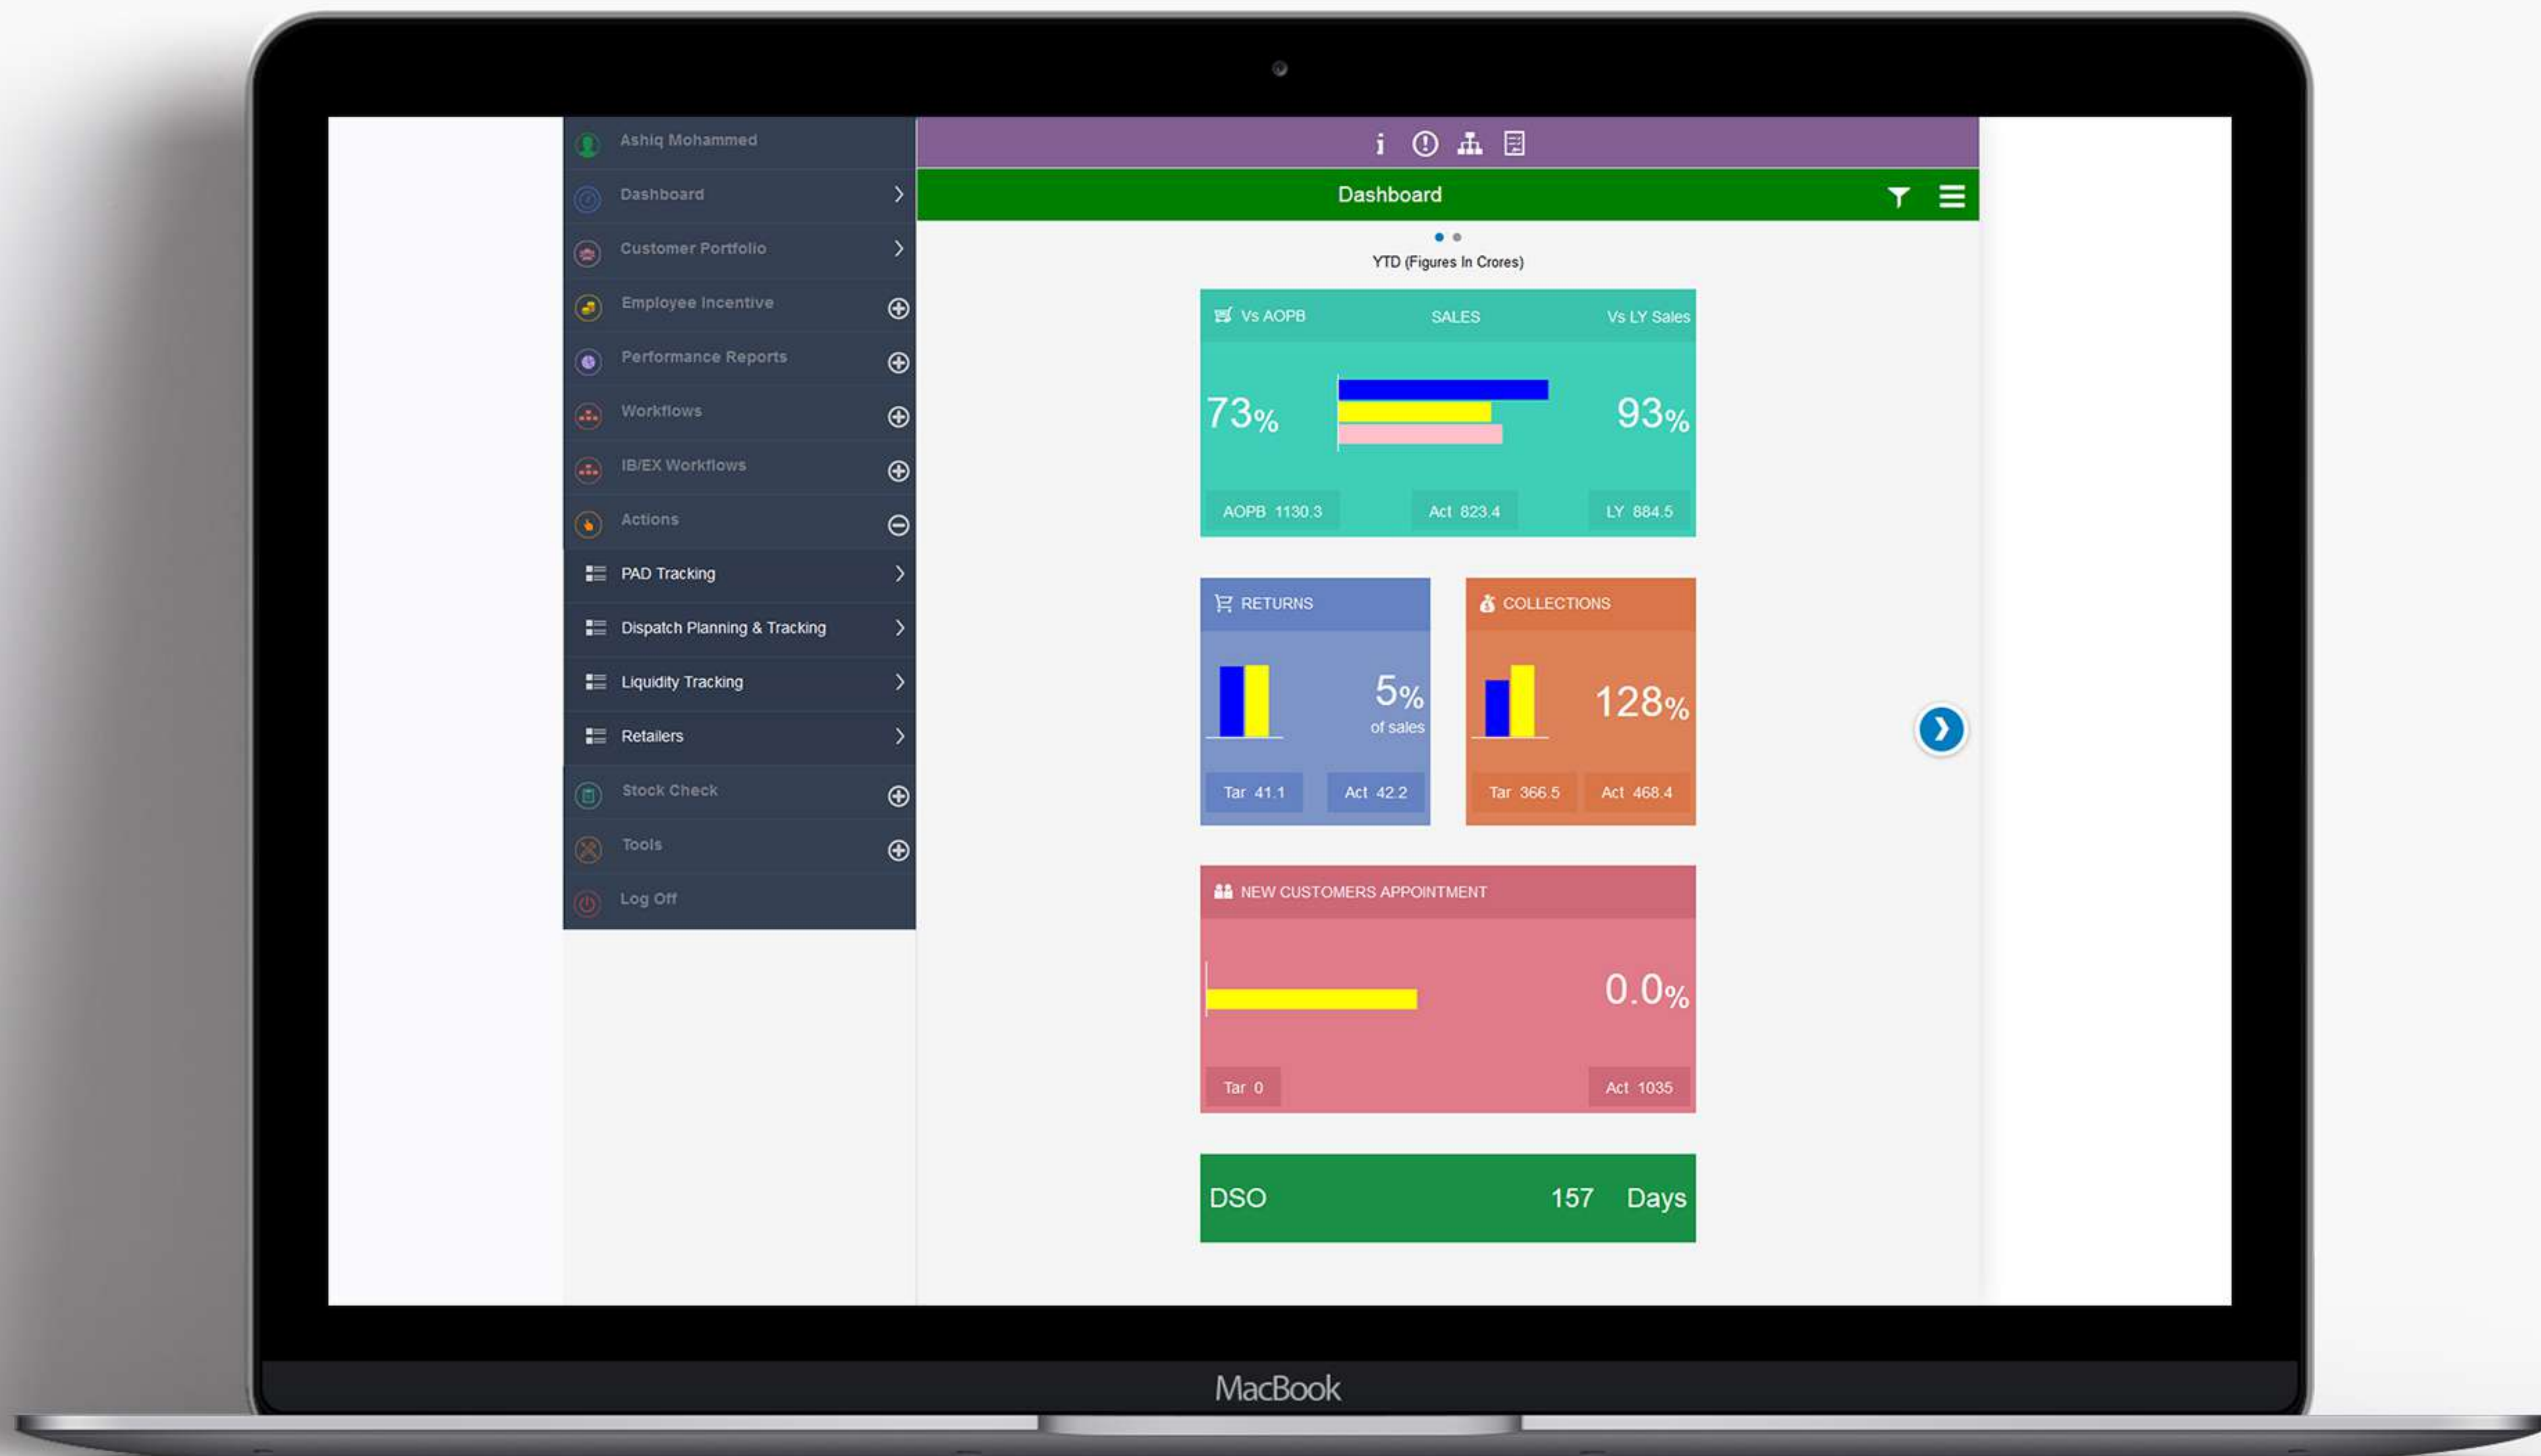 Ashiq Mohammed
Dashboard
Customer Portfolio
Employee Incentive
Performance Reports
Workflows
IB/EX Workflows
Actions
PAD Tracking
Dispatch Planning & Tracking
Liquidity Tracking
Retailers
Stock Check
Tools
Log Off
Dashboard
YTD (Figures In Crores)
Vs AOPB SALES Vs LY Sales
73% 93%
AOPB 1130.3 Act 823.4 LY 884.5
RETURNS
5%
of sales
Tar 41.1 Act 42.2
COLLECTIONS
128%
Tar 366.5 Act 468.4
NEW CUSTOMERS APPOINTMENT
0.0%
Tar 0 Act 1035
DSO 157 Days
MacBook